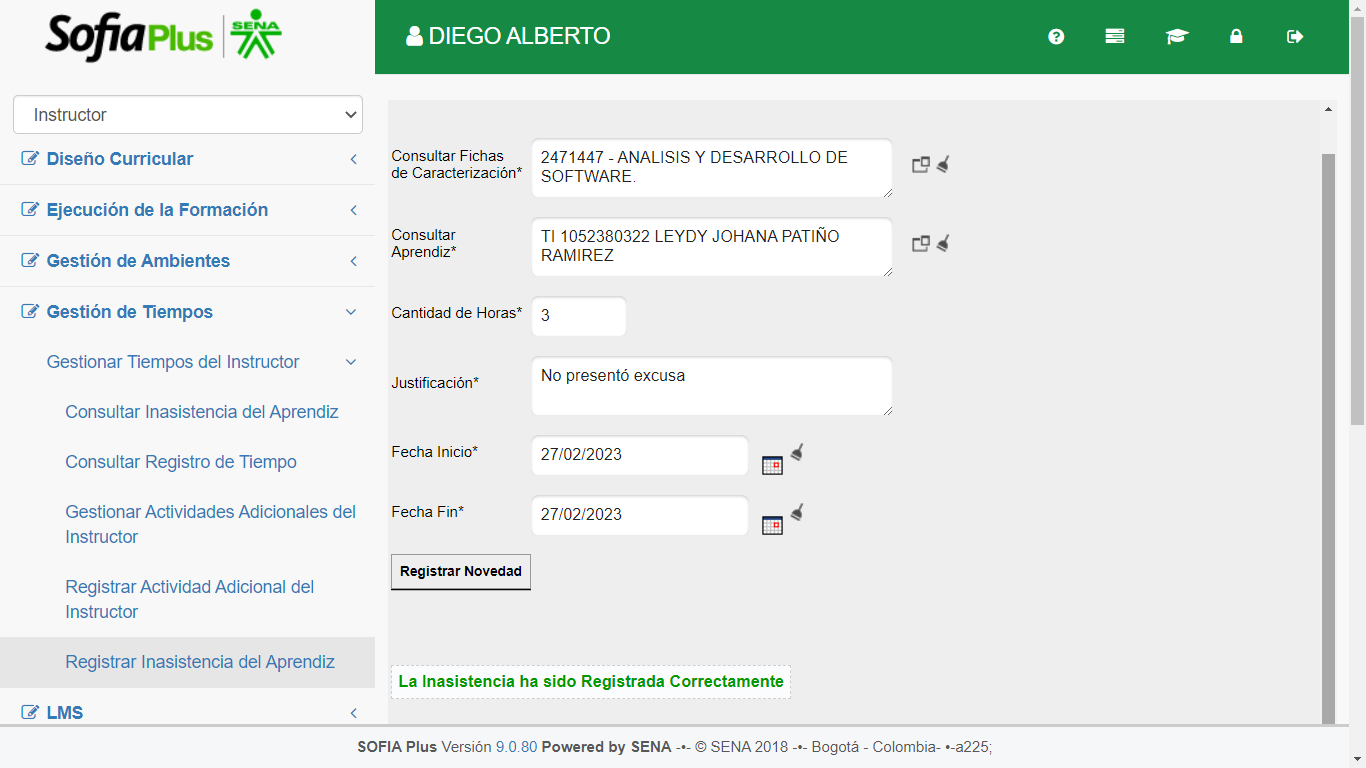 SofiaPlus SENA
DIEGO ALBERTO
Instructor
Diseño Curricular
Ejecución de la Formación
Gestión de Ambientes
Gestión de Tiempos
Gestionar Tiempos del Instructor
Consultar Inasistencia del Aprendiz
Consultar Registro de Tiempo
Gestionar Actividades Adicionales del
Instructor
Registrar Actividad Adicional del
Instructor
Registrar Inasistencia del Aprendiz
LMS
Consultar Fichas
de Caracterización*
2471447 - ANALISIS Y DESARROLLO DE
SOFTWARE.
Consultar
Aprendiz*
TI 1052380322 LEYDY JOHANA PATIÑO
RAMIREZ
Cantidad de Horas*
3
Justificación*
No presentó excusa
Fecha Inicio*
27/02/2023
Fecha Fin*
27/02/2023
Registrar Novedad
La Inasistencia ha sido Registrada Correctamente
SOFIA Plus Versión 9.0.80 Powered by SENA -•- © SENA 2018 -•- Bogotá - Colombia- •-a225;